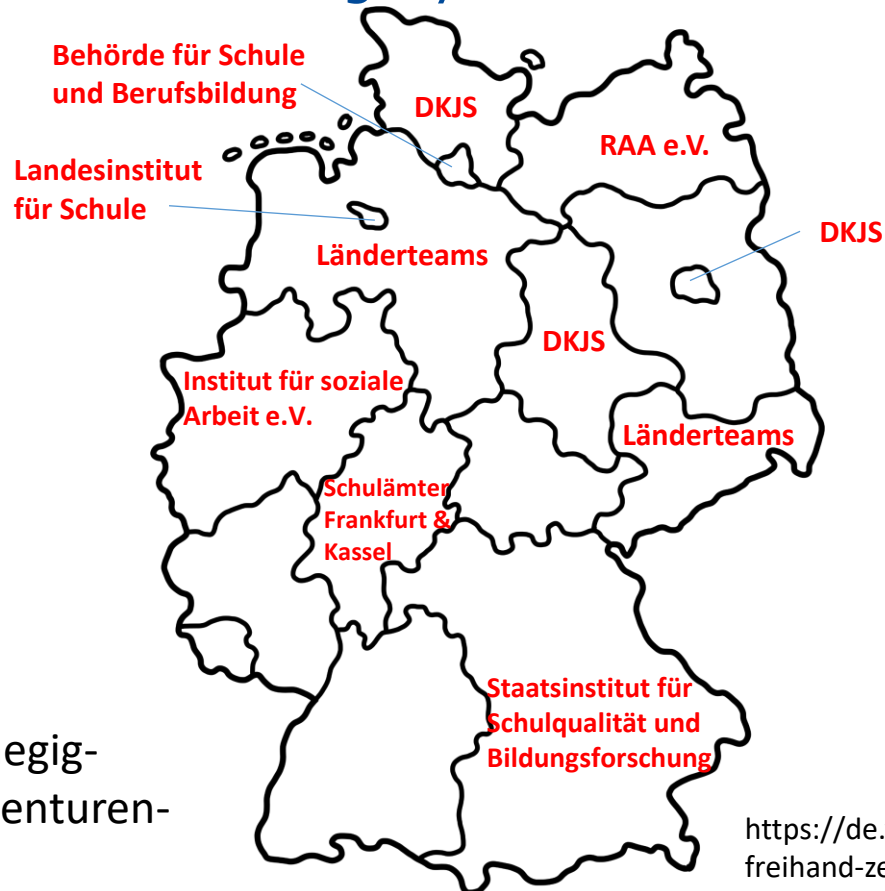 Behörde für Schule
und Berufsbildung
DKJS
RAA e.V.
Landesinstitut
für Schule
DKJS
Länderteams
DKJS
Institut für soziale
Arbeit e.V.
Länderteams
Schulämter
Frankfurt &
Kassel
Staatsinstitut für
Schulqualität und
Bildungsforschung
egig-
enturen-
https://de.
freihand-ze